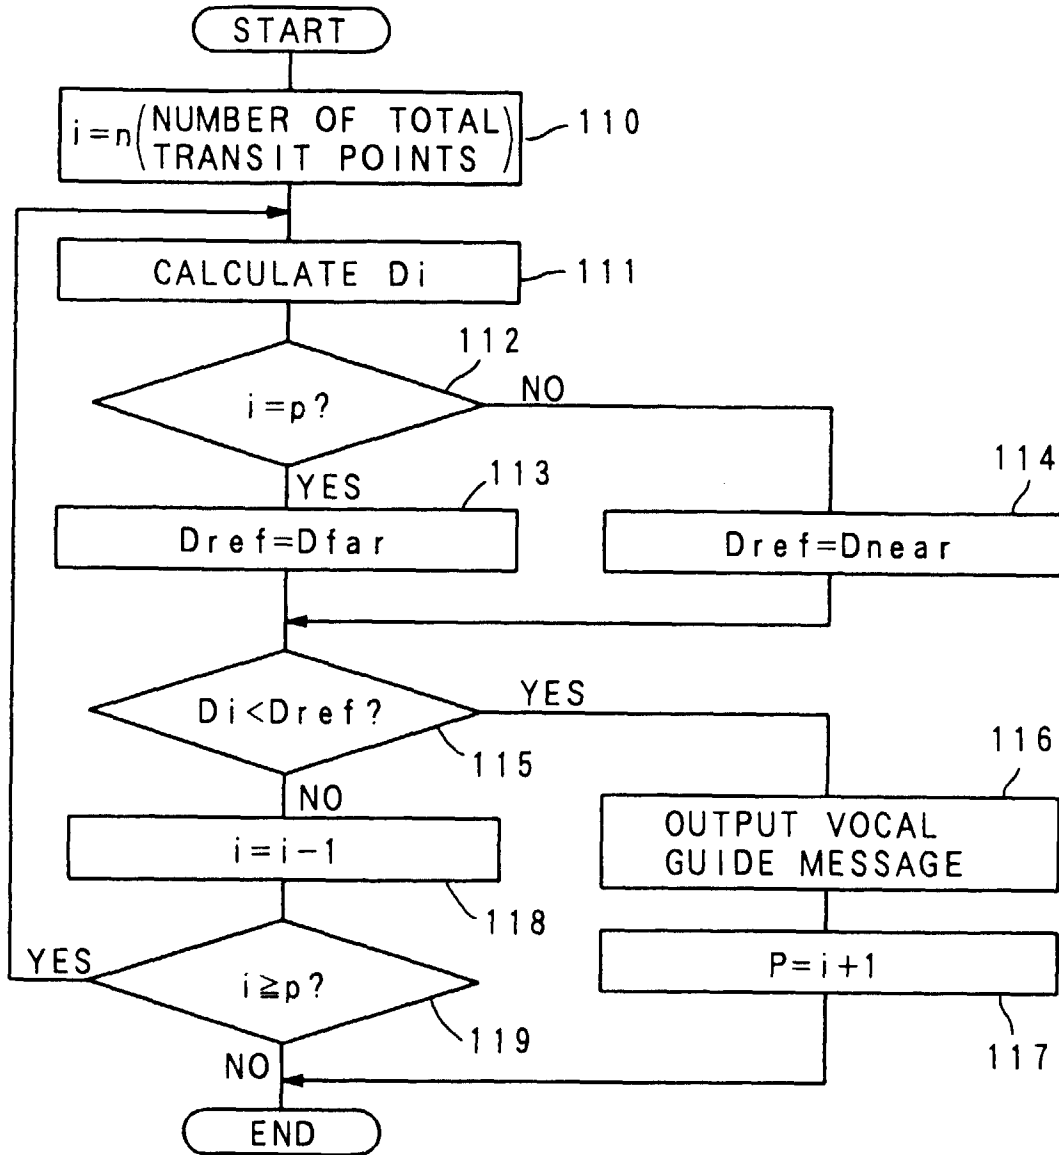 START
i=n(NUMBER OF TOTAL
TRANSIT POINTS)
110
CALCULATE Di
111
112
i=p?
NO
YES
113
Dref=Dfar
114
Dref=Dnear
Di<Dref?
YES
115
NO
116
OUTPUT VOCAL
GUIDE MESSAGE
i=i-1
118
P=i+1
117
YES
i≧p?
119
NO
END